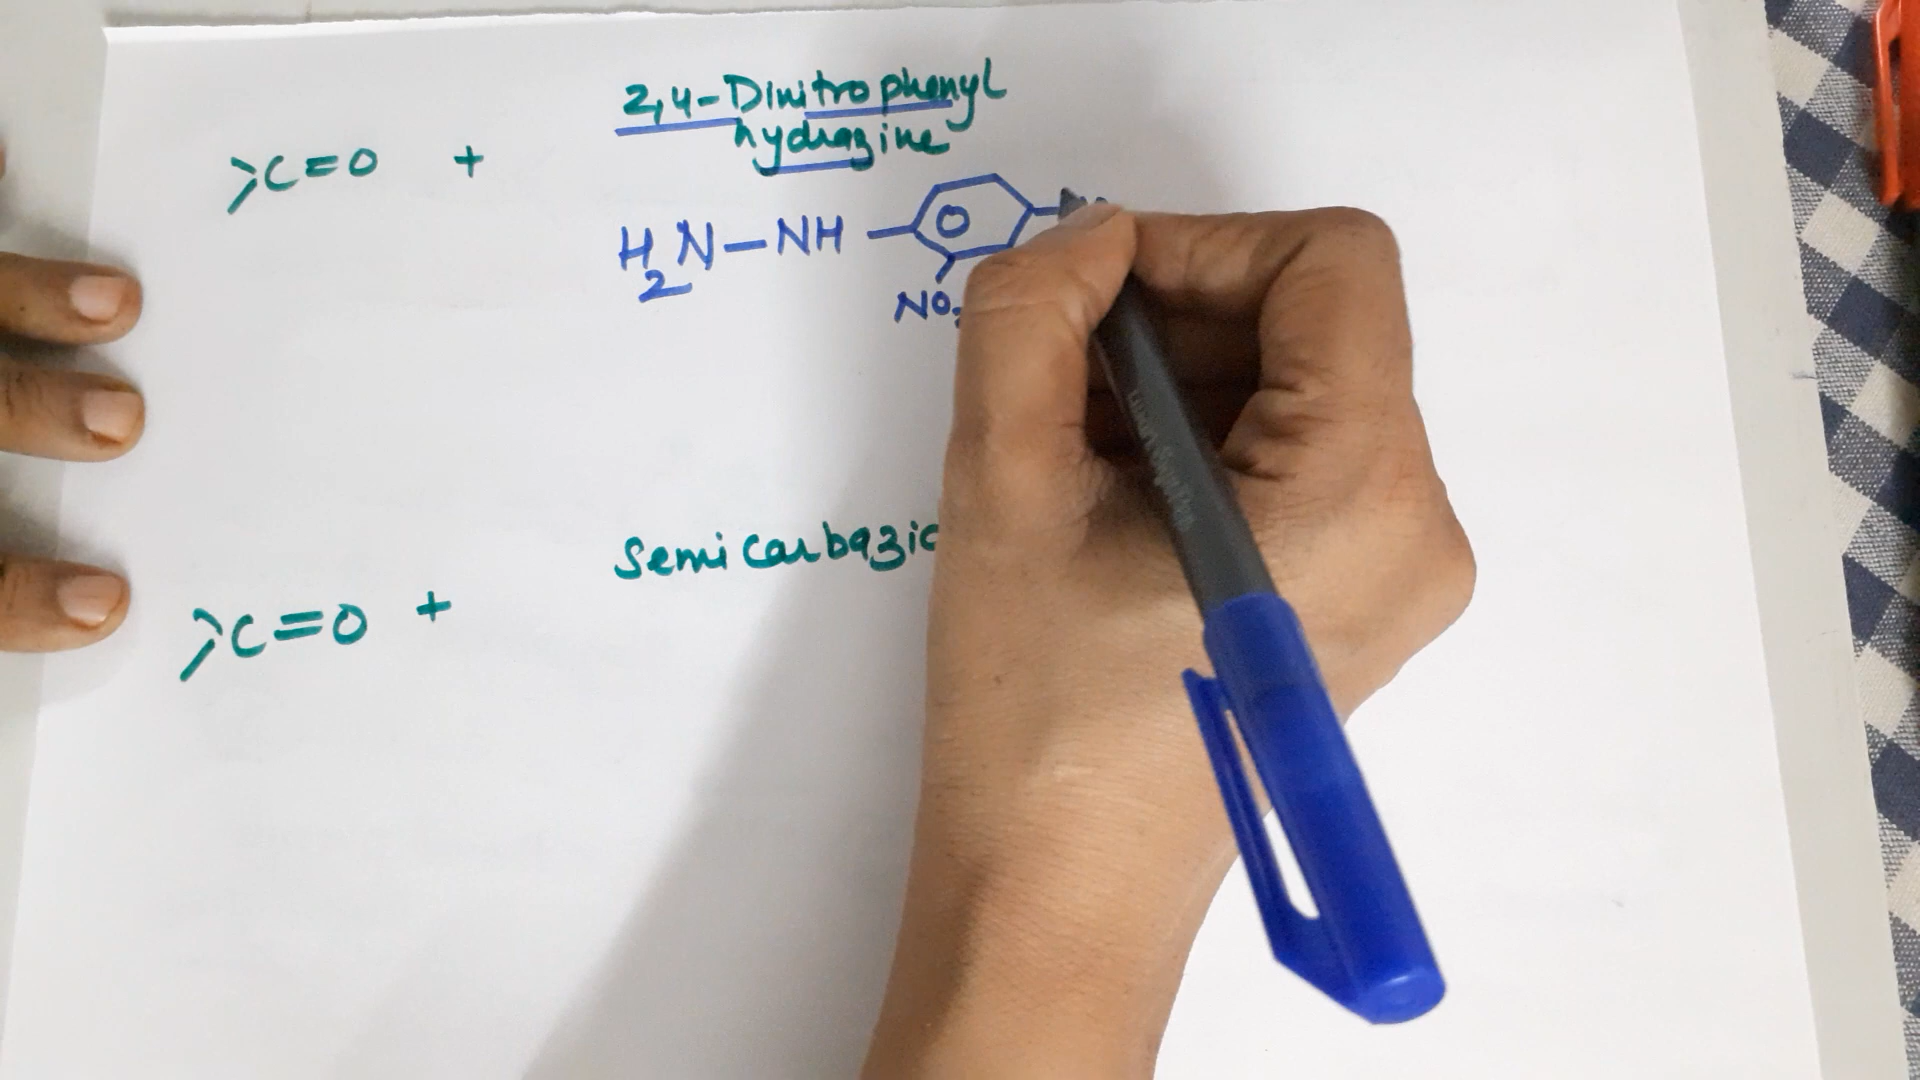 2,4-Dinitrophenyl
hydrazine
>C=O +
H2N-NH
NO2
Semicarbazi
>C=O +